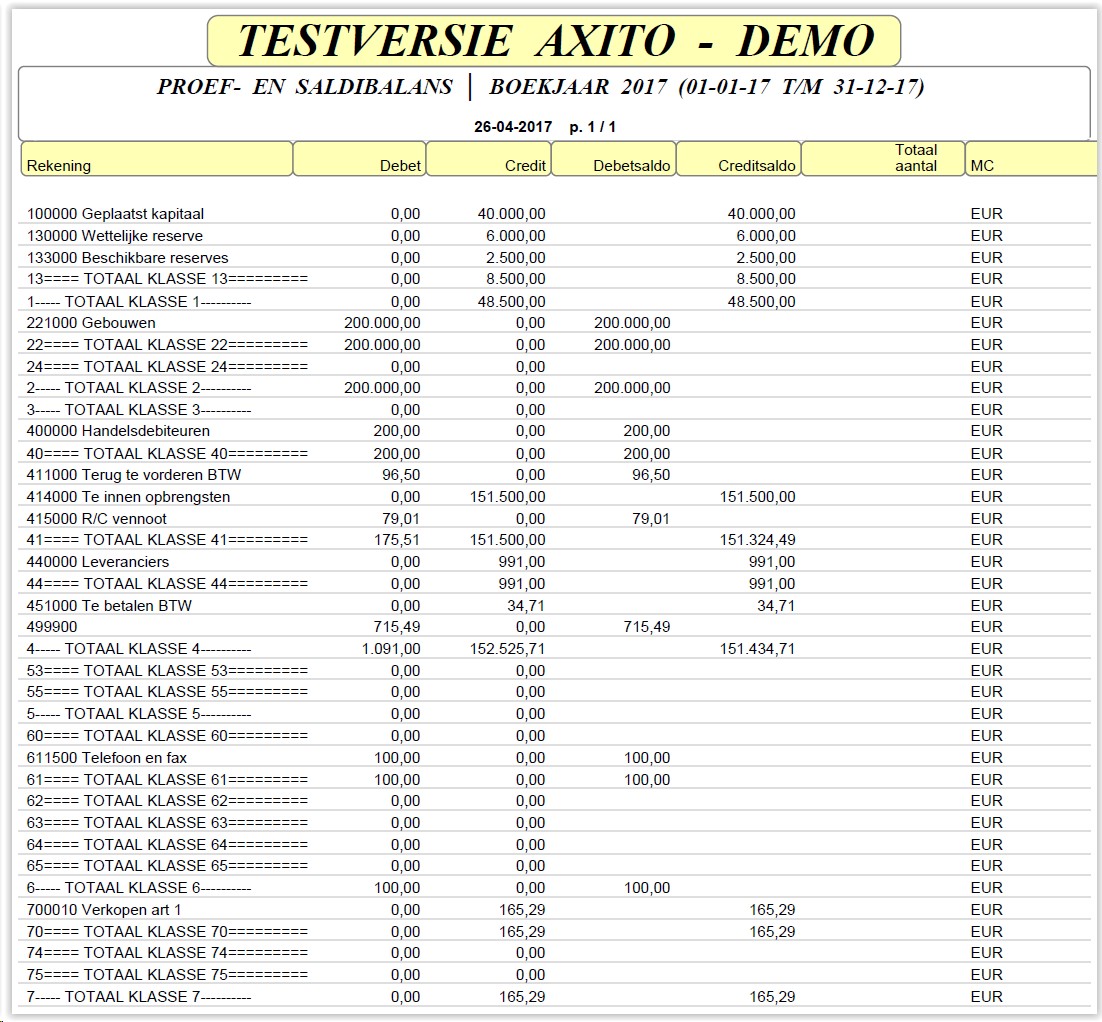 TESTVERSIE AXITO - DEMO
PROEF- EN SALDIBALANS | BOEKJAAR 2017 (01-01-17 T/M 31-12-17)
26-04-2017 p. 1 / 1
Rekening Debet Credit Debetsaldo Creditsaldo Totaal aantal MC
100000 Geplaatst kapitaal 0,00 40.000,00 40.000,00 EUR
130000 Wettelijke reserve 0,00 6.000,00 6.000,00 EUR
133000 Beschikbare reserves 0,00 2.500,00 2.500,00 EUR
13==== TOTAAL KLASSE 13========= 0,00 8.500,00 8.500,00 EUR
1----- TOTAAL KLASSE 1---------- 0,00 48.500,00 48.500,00 EUR
221000 Gebouwen 200.000,00 0,00 200.000,00 EUR
22==== TOTAAL KLASSE 22========= 200.000,00 0,00 200.000,00 EUR
24==== TOTAAL KLASSE 24========= 0,00 0,00 EUR
2----- TOTAAL KLASSE 2---------- 200.000,00 0,00 200.000,00 EUR
3----- TOTAAL KLASSE 3---------- 0,00 0,00 EUR
400000 Handelsdebiteuren 200,00 0,00 200,00 EUR
40==== TOTAAL KLASSE 40========= 200,00 0,00 200,00 EUR
411000 Terug te vorderen BTW 96,50 0,00 96,50 EUR
414000 Te innen opbrengsten 0,00 151.500,00 151.500,00 EUR
415000 R/C vennoot 79,01 0,00 79,01 EUR
41==== TOTAAL KLASSE 41========= 175,51 151.500,00 151.324,49 EUR
440000 Leveranciers 0,00 991,00 991,00 EUR
44==== TOTAAL KLASSE 44========= 0,00 991,00 991,00 EUR
451000 Te betalen BTW 0,00 34,71 34,71 EUR
499900 715,49 0,00 715,49 EUR
4----- TOTAAL KLASSE 4---------- 1.091,00 152.525,71 151.434,71 EUR
53==== TOTAAL KLASSE 53========= 0,00 0,00 EUR
55==== TOTAAL KLASSE 55========= 0,00 0,00 EUR
5----- TOTAAL KLASSE 5---------- 0,00 0,00 EUR
60==== TOTAAL KLASSE 60========= 0,00 0,00 EUR
611500 Telefoon en fax 100,00 0,00 100,00 EUR
61==== TOTAAL KLASSE 61========= 100,00 0,00 100,00 EUR
62==== TOTAAL KLASSE 62========= 0,00 0,00 EUR
63==== TOTAAL KLASSE 63========= 0,00 0,00 EUR
64==== TOTAAL KLASSE 64========= 0,00 0,00 EUR
65==== TOTAAL KLASSE 65========= 0,00 0,00 EUR
6----- TOTAAL KLASSE 6---------- 100,00 0,00 100,00 EUR
700010 Verkopen art 1 0,00 165,29 165,29 EUR
70==== TOTAAL KLASSE 70========= 0,00 165,29 165,29 EUR
74==== TOTAAL KLASSE 74========= 0,00 0,00 EUR
75==== TOTAAL KLASSE 75========= 0,00 0,00 EUR
7----- TOTAAL KLASSE 7---------- 0,00 165,29 165,29 EUR